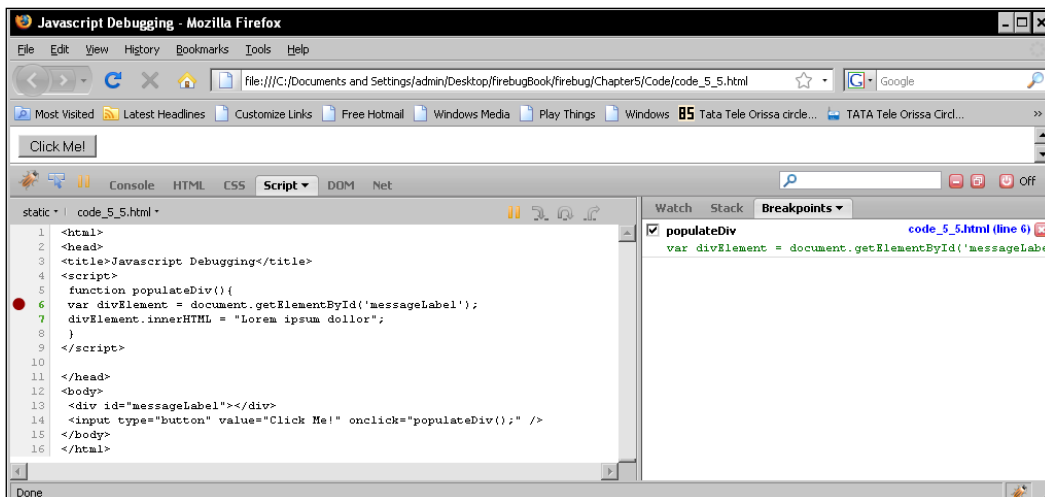 Javascript Debugging - Mozilla Firefox
File Edit View History Bookmarks Tools Help
file:///C:/Documents and Settings/admin/Desktop/firebugBook/firebug/Chapter5/Code/code_5_5.html G Google
Most Visited Latest Headlines Customize Links Free Hotmail Windows Media Play Things Windows 85 Tata Tele Orissa circle... TATA Tele Orissa Circl... »
Click Me!
Console HTML CSS Script DOM Net Off
static code_5_5.html Watch Stack Breakpoints
1 <html>
2 <head>
3 <title>Javascript Debugging</title>
4 <script>
5 function populateDiv(){
6 var divElement = document.getElementById('messageLabel');
7 divElement.innerHTML = "Lorem ipsum dollor";
8 }
9 </script>
10
11 </head>
12 <body>
13 <div id="messageLabel"></div>
14 <input type="button" value="Click Me!" onclick="populateDiv();" />
15 </body>
16 </html>
populateDiv code_5_5.html (line 6)
var divElement = document.getElementById('messageLabe
Done